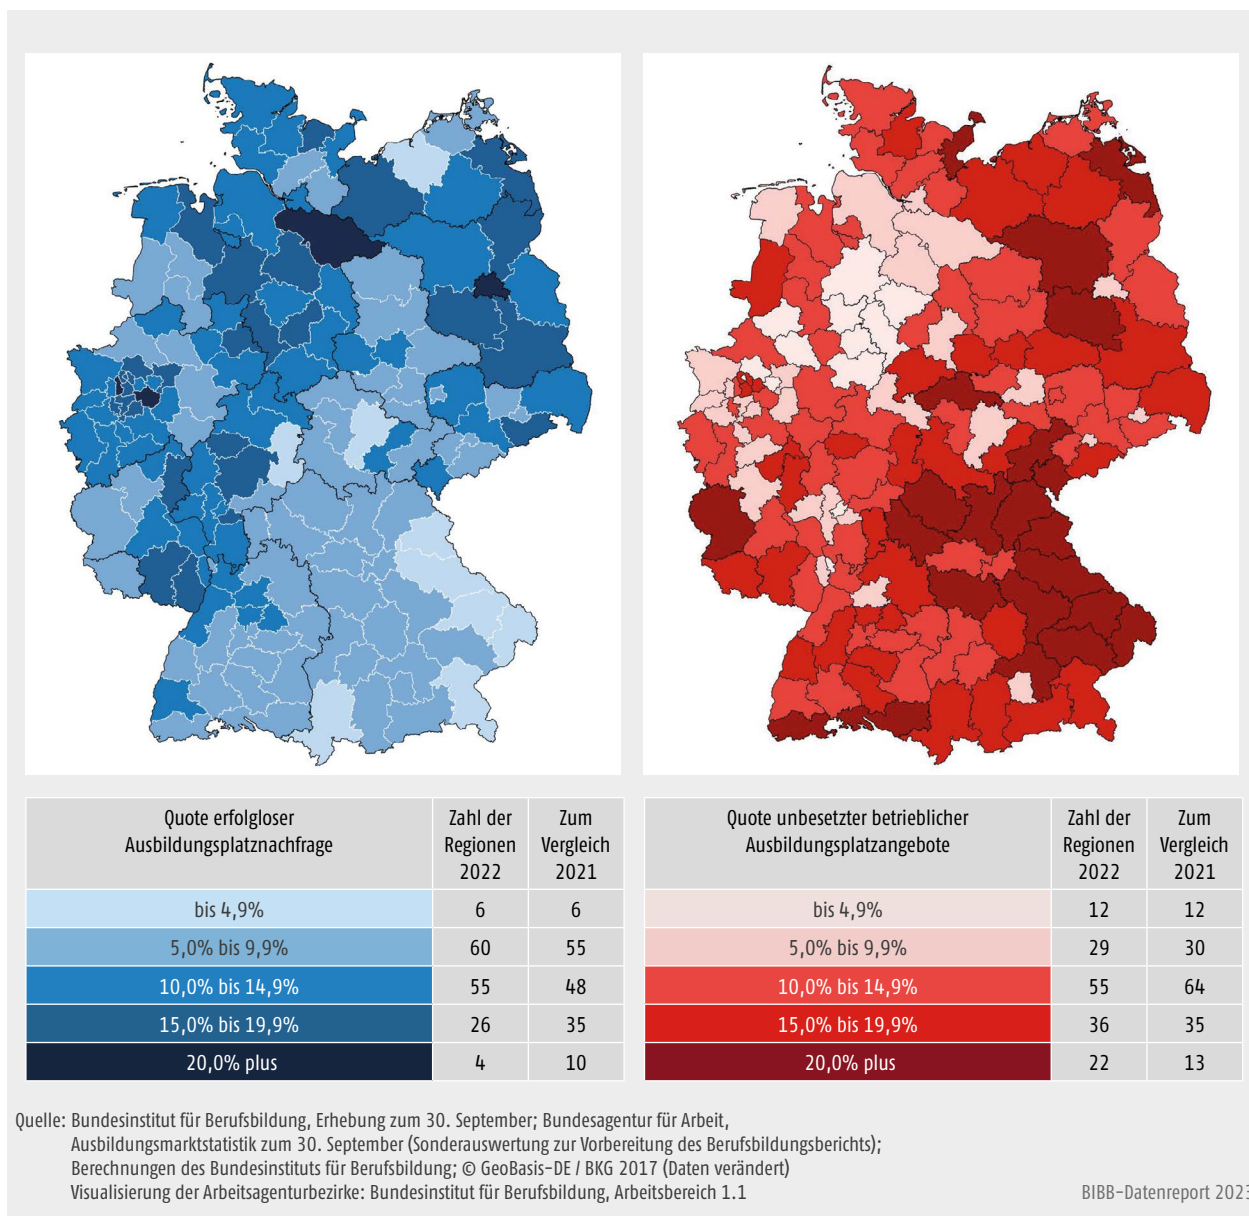 Quote erfolgloser
Ausbildungsplatznachfrage
Zahl der
Regionen
2022
Zum
Vergleich
2021
bis 4,9% 6 6
5,0% bis 9,9% 60 55
10,0% bis 14,9% 55 48
15,0% bis 19,9% 26 35
20,0% plus 4 10
Quote unbesetzter betrieblicher
Ausbildungsplatzangebote
Zahl der
Regionen
2022
Zum
Vergleich
2021
bis 4,9% 12 12
5,0% bis 9,9% 29 30
10,0% bis 14,9% 55 64
15,0% bis 19,9% 36 35
20,0% plus 22 13
Quelle: Bundesinstitut für Berufsbildung, Erhebung zum 30. September; Bundesagentur für Arbeit,
Ausbildungsmarktstatistik zum 30. September (Sonderauswertung zur Vorbereitung des Berufsbildungsberichts);
Berechnungen des Bundesinstituts für Berufsbildung; © GeoBasis-DE / BKG 2017 (Daten verändert)
Visualisierung der Arbeitsagenturbezirke: Bundesinstitut für Berufsbildung, Arbeitsbereich 1.1
BIBB-Datenreport 2023